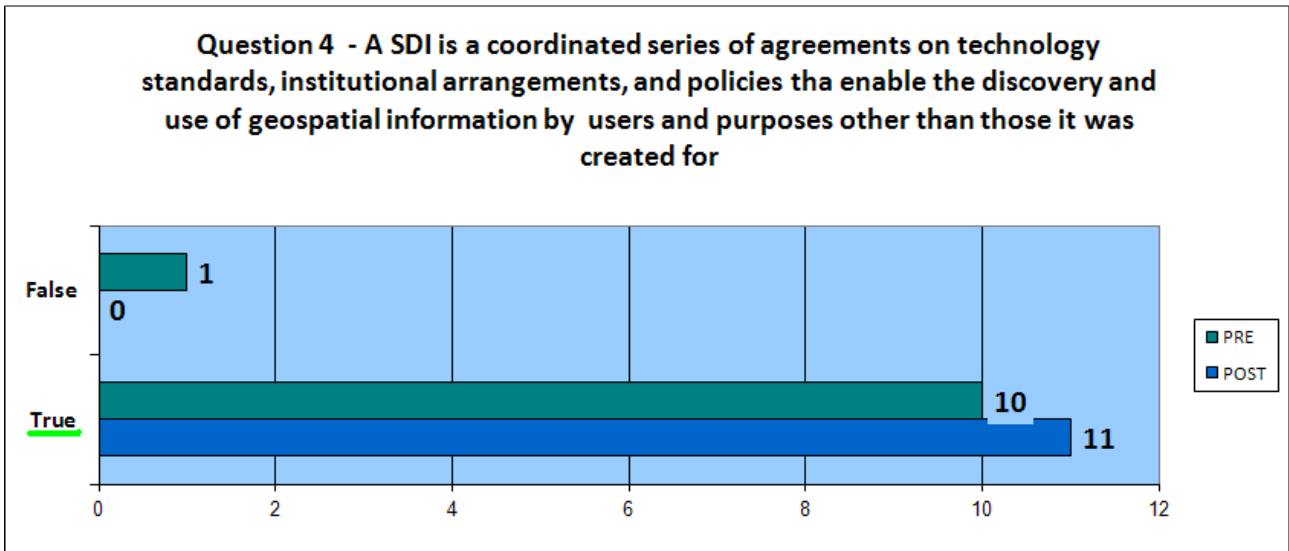 Question 4 - A SDI is a coordinated series of agreements on technology
standards, institutional arrangements, and policies tha enable the discovery and
use of geospatial information by users and purposes other than those it was
created for
False
1
0
PRE
POST
True
10
11
0 2 4 6 8 10 12